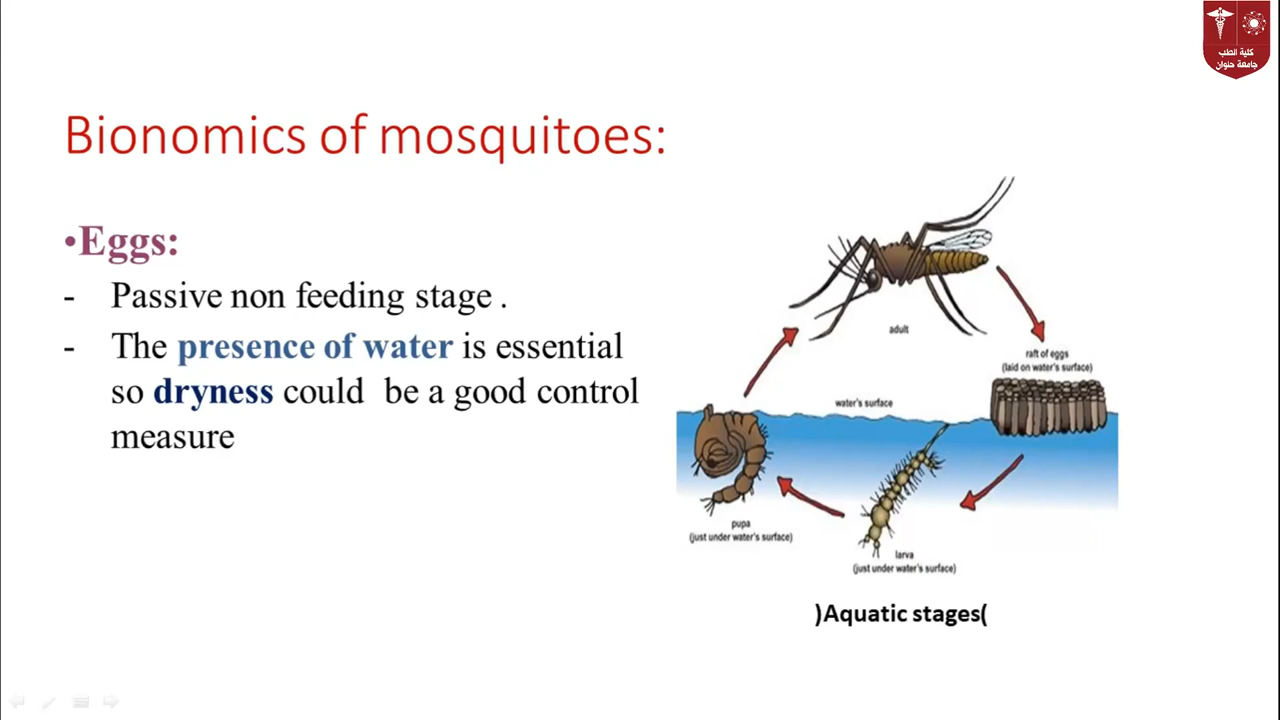 كلية الطب
جامعة حلوان
Bionomics of mosquitoes:
•Eggs:
- Passive non feeding stage .
- The presence of water is essential
so dryness could be a good control
measure
adult
raft of eggs
(laid on water's surface)
water's surface
pupa
(just under water's surface)
larva
(just under water's surface)
)Aquatic stages(